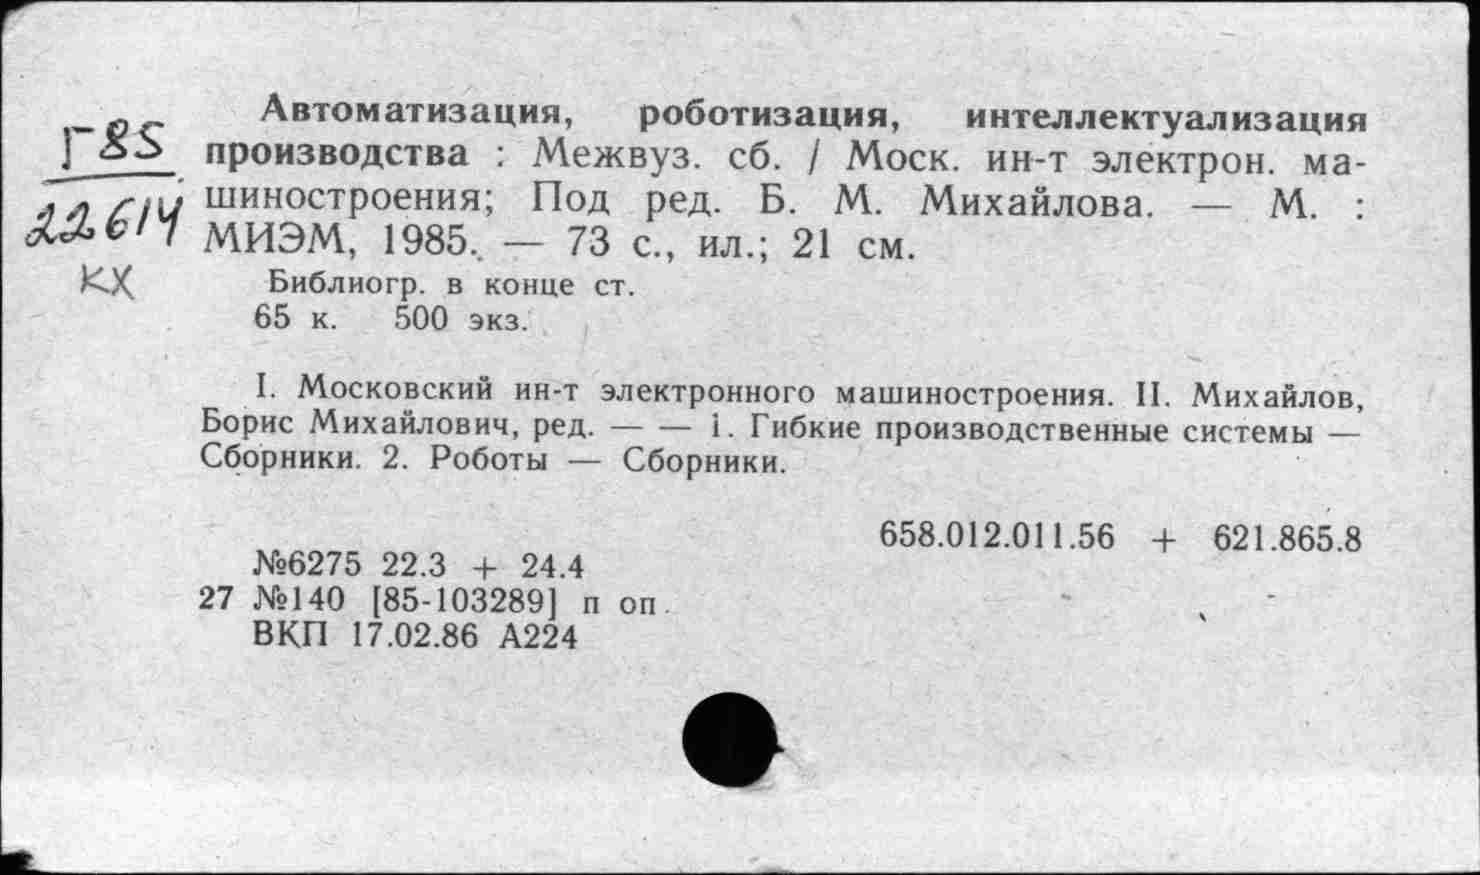 Автоматизация, роботизация, интеллектуализация
производства : Межвуз. сб. / Моск. ин-т электрон. ма-
шиностроения; Под ред. Б. М. Михайлова. — М. :
МИЭМ, 1985. — 73 с., ил.; 21 см.
Г85
22614
КХ
Библиогр. в конце ст.
65 к. 500 экз.
I. Московский ин-т электронного машиностроения. II. Михайлов,
Борис Михайлович, ред. — — 1. Гибкие производственные системы —
Сборники. 2. Роботы — Сборники.
658.012.011.56 + 621.865.8
№6275 22.3 + 24.4
27 №140 [85-103289] п оп
ВКП 17.02.86 А224